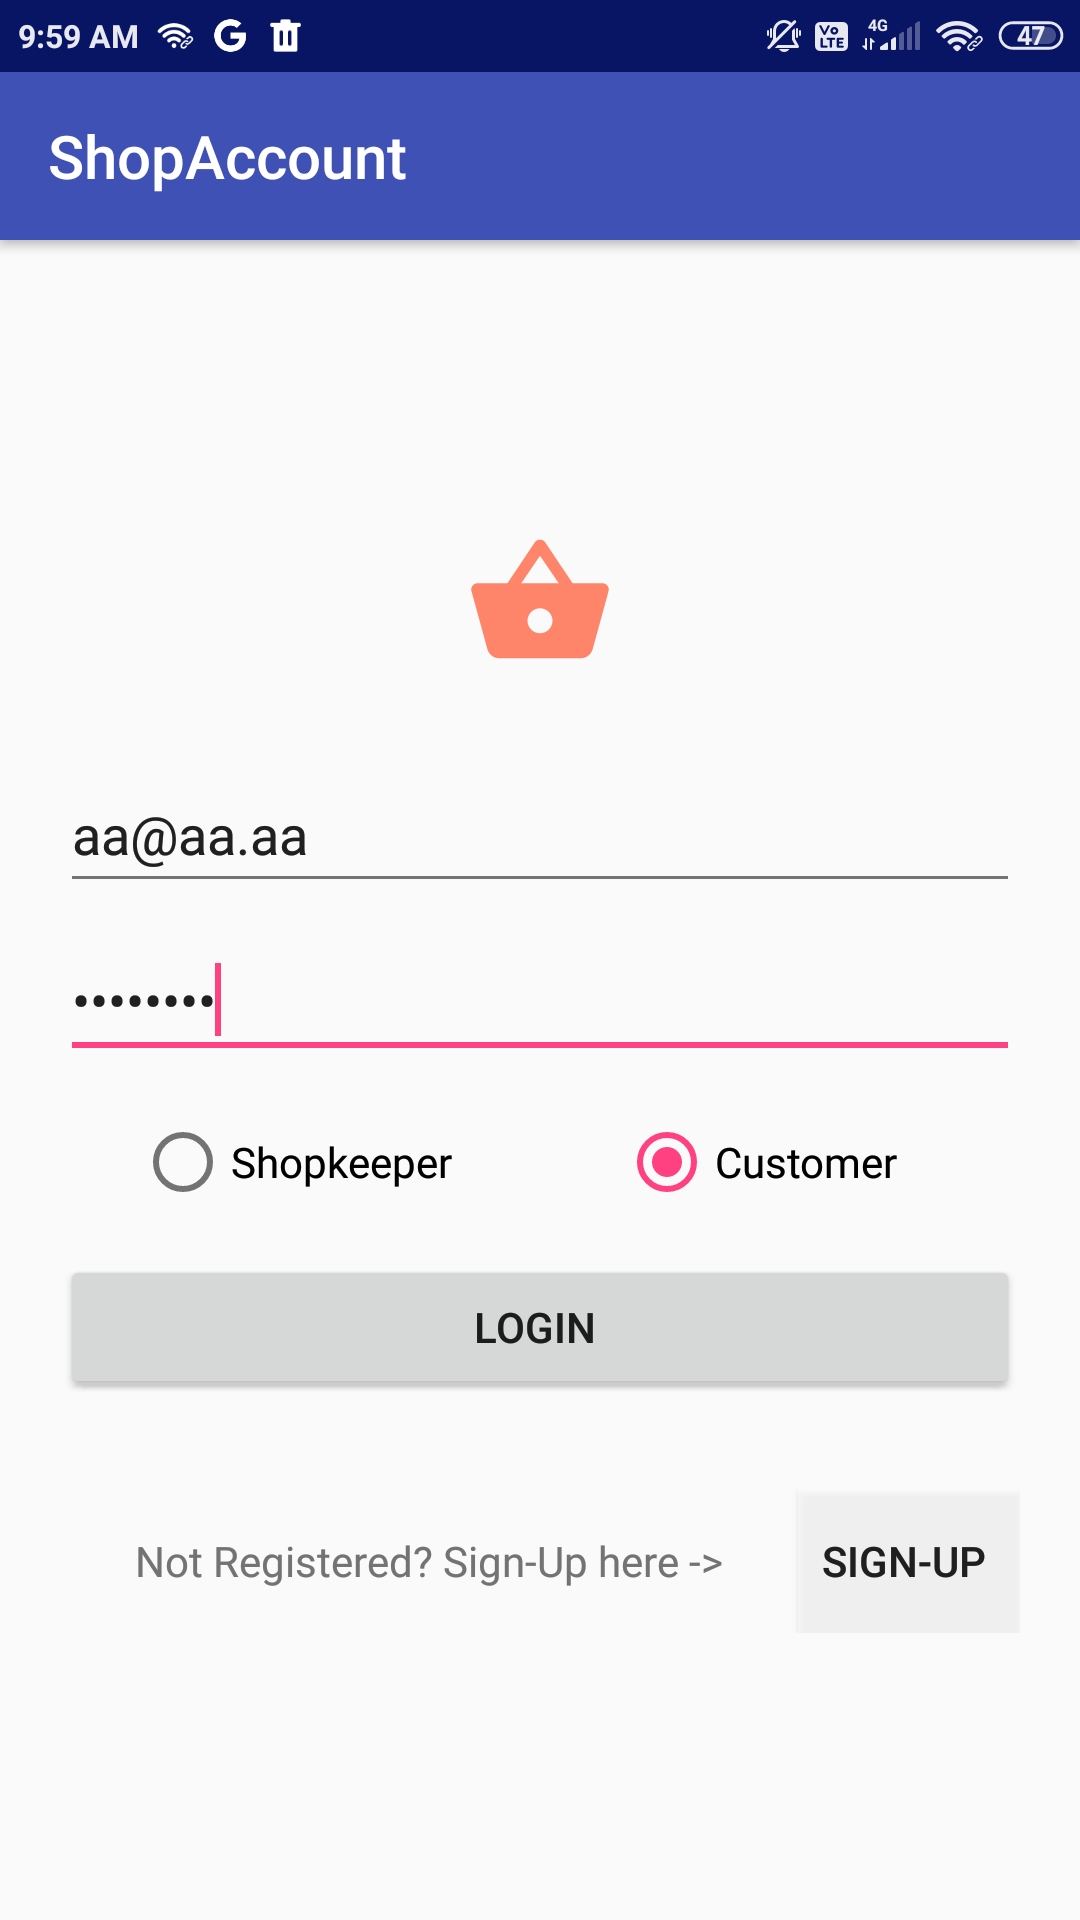 9:59 AM G Vo LTE 4G 47
ShopAccount
aa@aa.aa
••••••••
Shopkeeper Customer
LOGIN
Not Registered? Sign-Up here -> SIGN-UP